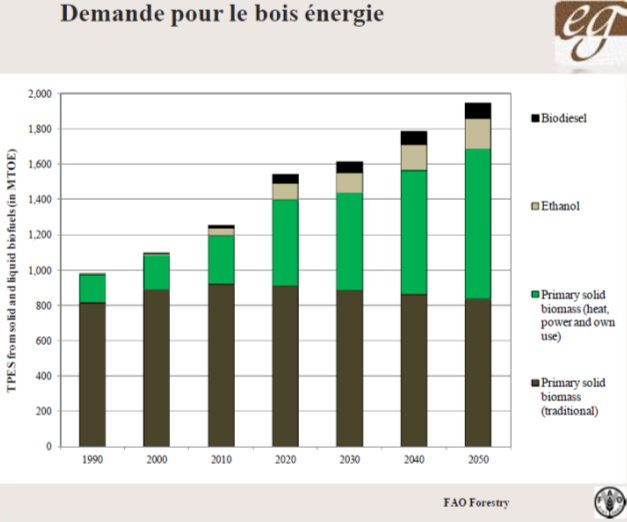 Demande pour le bois énergie
eg
TPES from solid and liquid biofuels (in MTOE)
2,000
1,800
1,600
1,400
1,200
1,000
800
600
400
200
0
1990 2000 2010 2020 2030 2040 2050
Biodiesel
Ethanol
Primary solid
biomass (heat,
power and own
use)
Primary solid
biomass
(traditional)
FAO Forestry
F A O